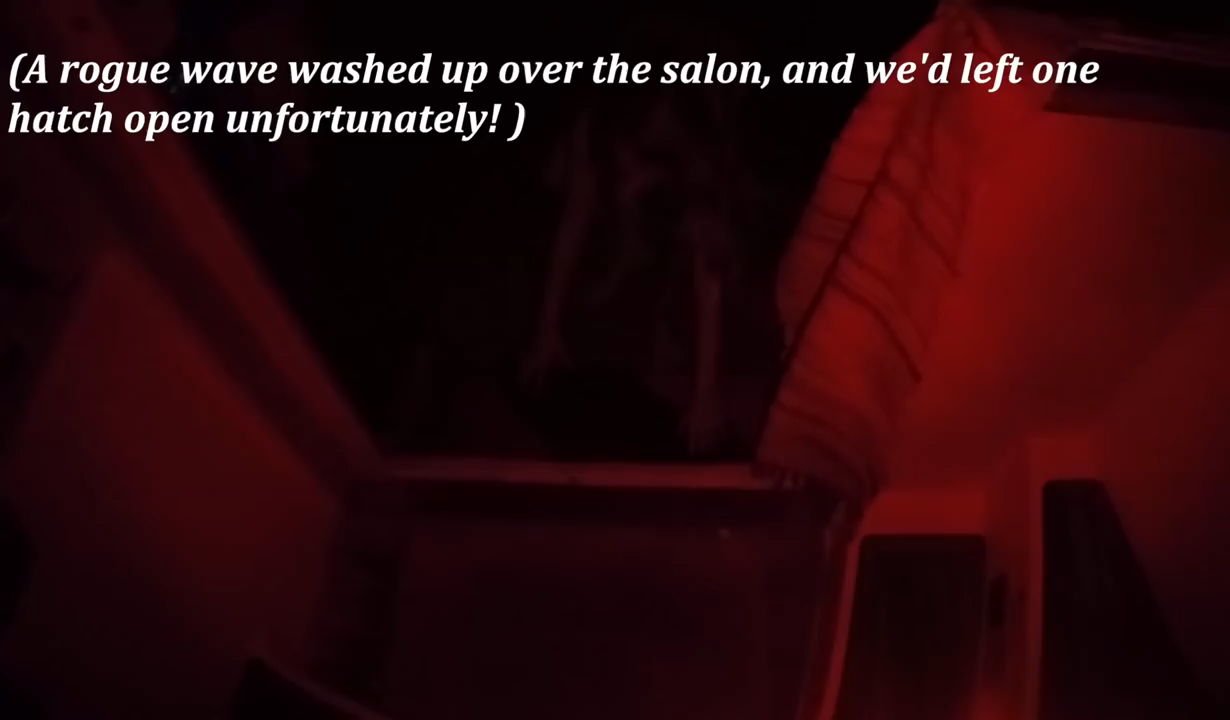 (A rogue wave washed up over the salon, and we'd left one
hatch open unfortunately! )